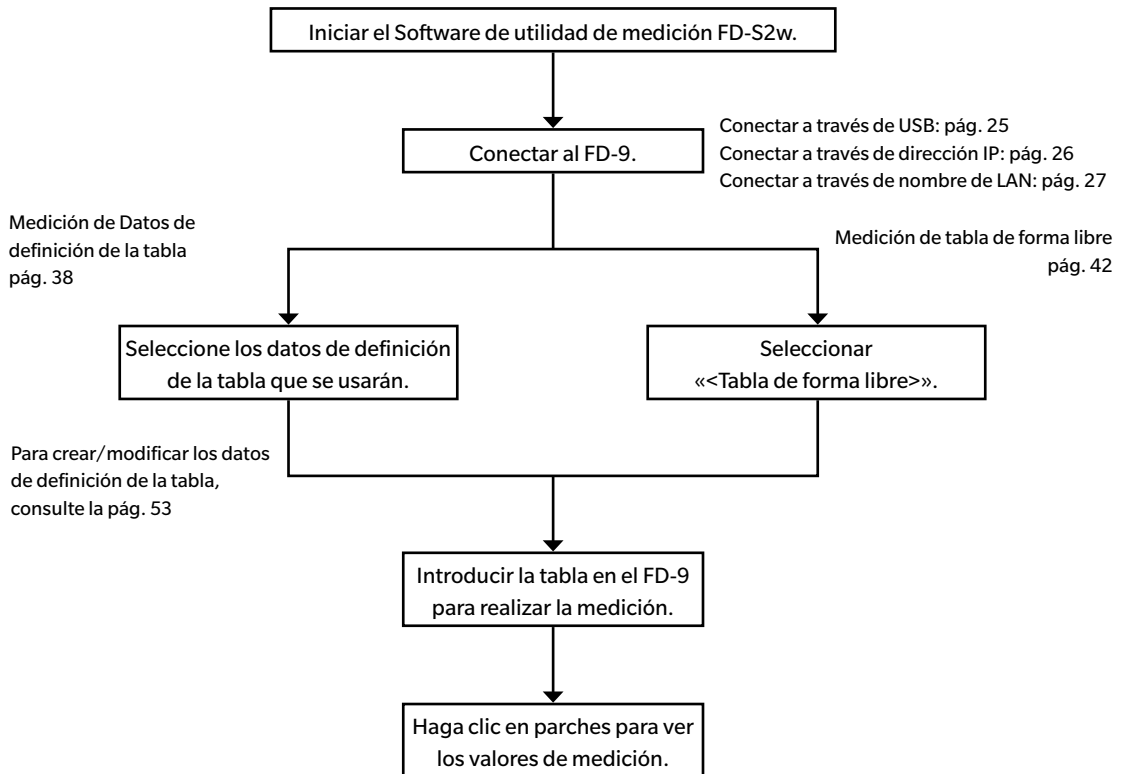 Iniciar el Software de utilidad de medición FD-S2w.
Conectar al FD-9.
Conectar a través de USB: pág. 25
Conectar a través de dirección IP: pág. 26
Conectar a través de nombre de LAN: pág. 27
Medición de Datos de
definición de la tabla
pág. 38
Medición de tabla de forma libre
pág. 42
Seleccione los datos de definición
de la tabla que se usarán.
Seleccionar
«<Tabla de forma libre>».
Para crear/modificar los datos
de definición de la tabla,
consulte la pág. 53
Introducir la tabla en el FD-9
para realizar la medición.
Haga clic en parches para ver
los valores de medición.